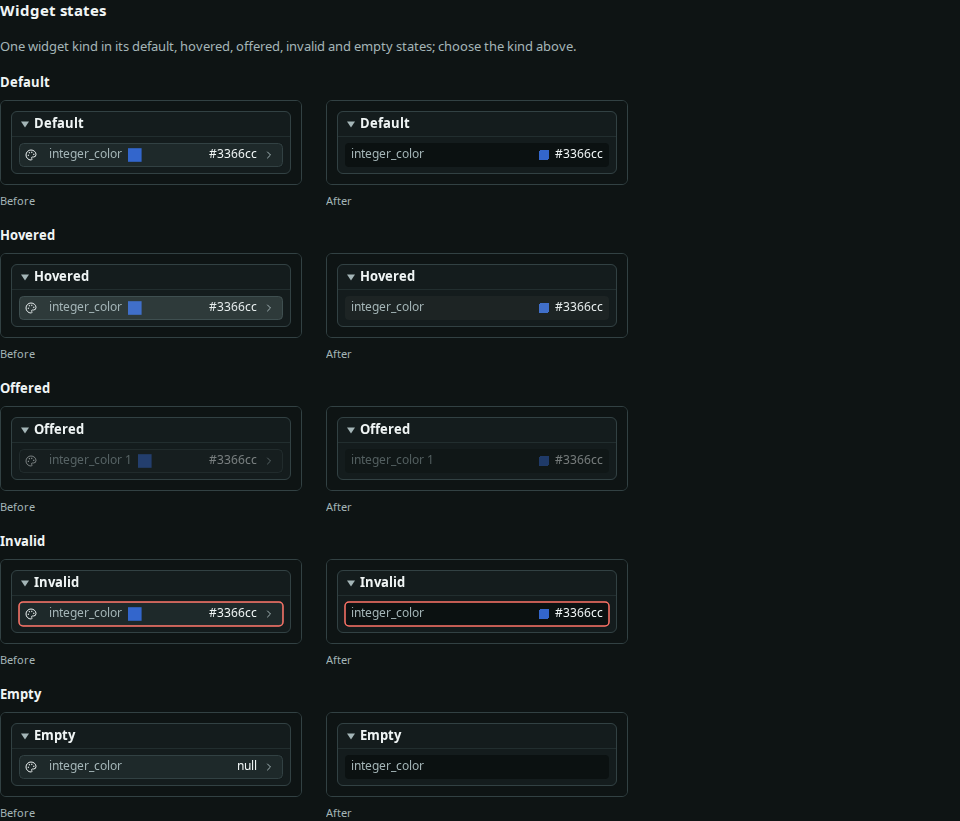 Widget states
One widget kind in its default, hovered, offered, invalid and empty states; choose the kind above.
Default
Default
integer_color #3366cc
Before
Default
integer_color #3366cc
After
Hovered
Hovered
integer_color #3366cc
Before
Hovered
integer_color #3366cc
After
Offered
Offered
integer_color 1 #3366cc
Before
Offered
integer_color 1 #3366cc
After
Invalid
Invalid
integer_color #3366cc
Before
Invalid
integer_color #3366cc
After
Empty
Empty
integer_color null
Before
Empty
integer_color
After